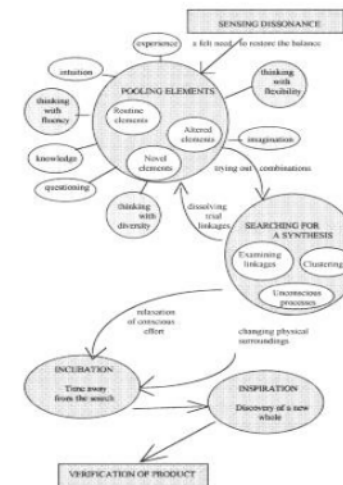 SENSING DISSONANCE
a felt need to restore the balance
experience
intuition
POOLING ELEMENTS
thinking
with
flexibility
thinking
with
fluency
Routine
elements
Altered
elements
imagination
knowledge
Novel
elements
trying out combinations
questioning
thinking
with
diversity
dissolving
trial
linkages
SEARCHING FOR
A SYNTHESIS
Examining
linkages
Clustering
Unconscious
processes
relaxation
of conscious
effort
changing physical
surroundings
INCUBATION
Time away
from the search
INSPIRATION
Discovery of a new
whole
VERIFICATION OF PRODUCT